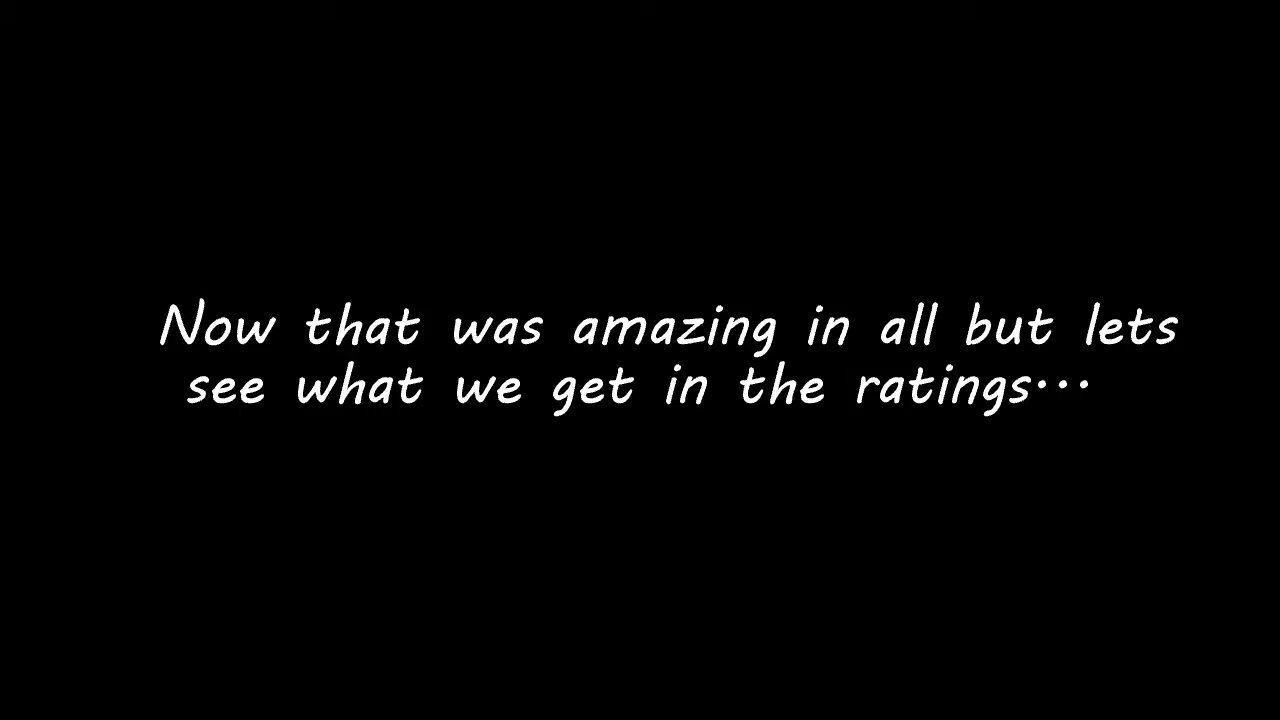 Now that was amazing in all but lets
see what we get in the ratings...